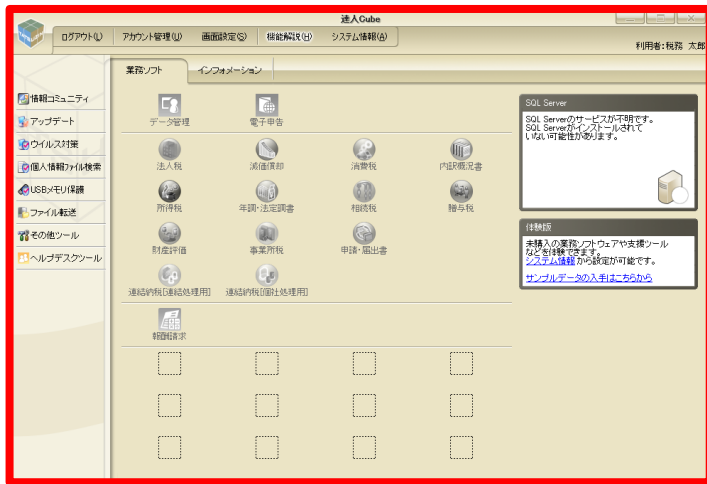 達人Cube
ログアウト(L) アカウント管理(U) 画面設定(S) 機能解説(H) システム情報(A)
利用者:税務 太郎
業務ソフト インフォメーション
情報コミュニティ
アップデート
ウイルス対策
個人情報ファイル検索
USBメモリ保護
ファイル転送
その他ツール
ヘルプデスクツール
データ管理 電子申告
法人税 減価償却 消費税 内訳概況書
所得税 年調・法定調書 相続税 贈与税
財産評価 事業所税 申請・届出書
連結納税[連結処理用] 連結納税[個社処理用]
報酬請求
SQL Server
SQL Serverのサービスが不明です。
SQL Serverがインストールされて
いない可能性があります。
体験版
未購入の業務ソフトウェアや支援ツール
などを体験できます。
システム情報 から設定が可能です。
サンプルデータの入手はこちらから